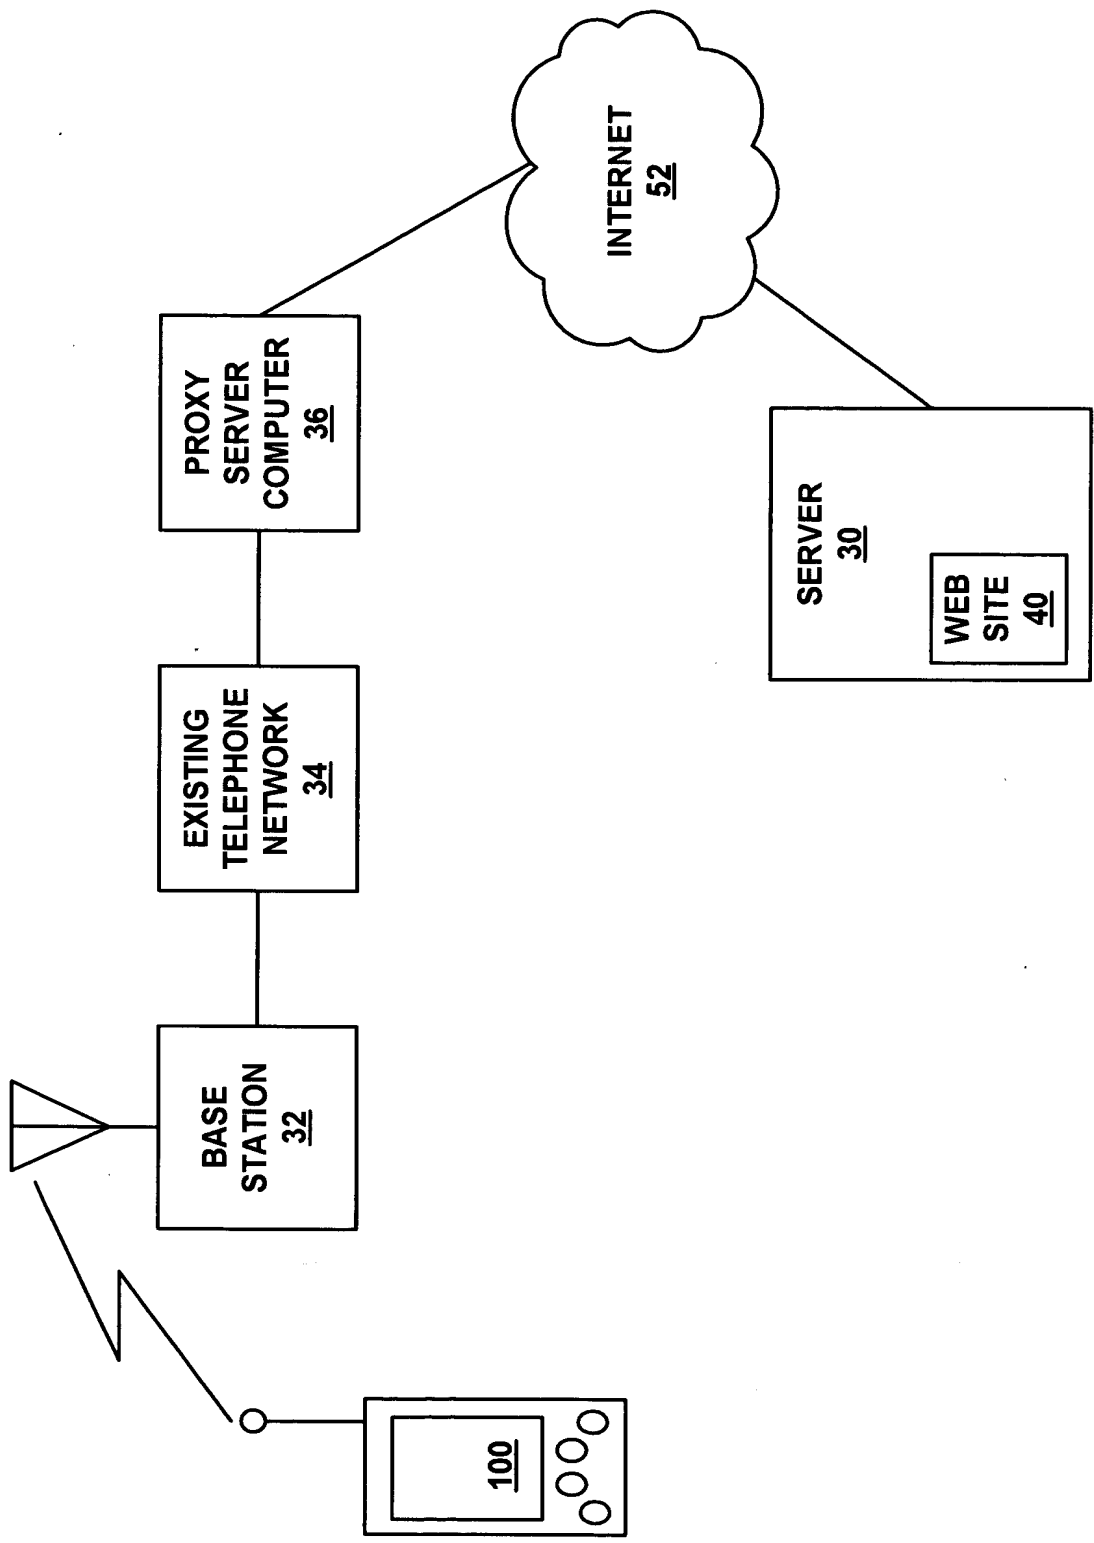 BASE
STATION
32
EXISTING
TELEPHONE
NETWORK
34
PROXY
SERVER
COMPUTER
36
100
INTERNET
52
SERVER
30
WEB
SITE
40